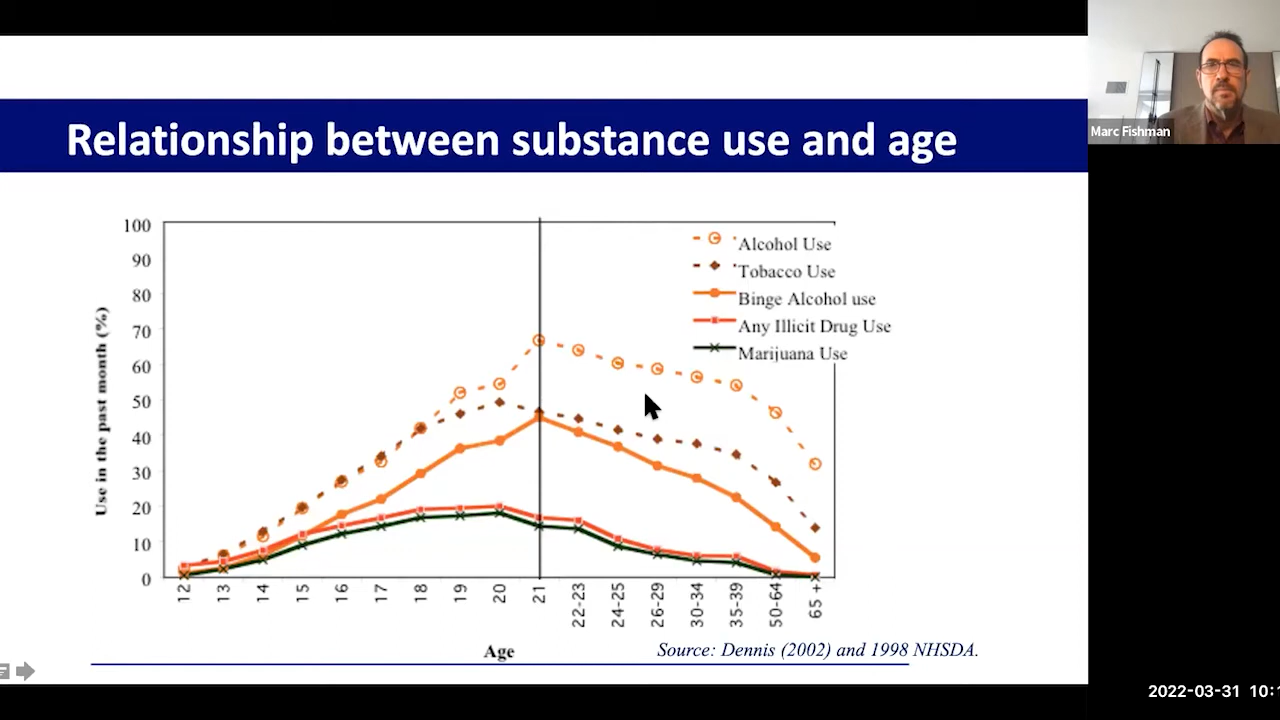 Relationship between substance use and age
Marc Fishman
Use in the past month (%)
100
90
80
70
60
50
40
30
20
10
0
Alcohol Use
Tobacco Use
Binge Alcohol use
Any Illicit Drug Use
Marijuana Use
12
13
14
15
16
17
18
19
20
21
22-23
24-25
26-29
30-34
35-39
50-64
65 +
Age
Source: Dennis (2002) and 1998 NHSDA.
2022-03-31 10:1